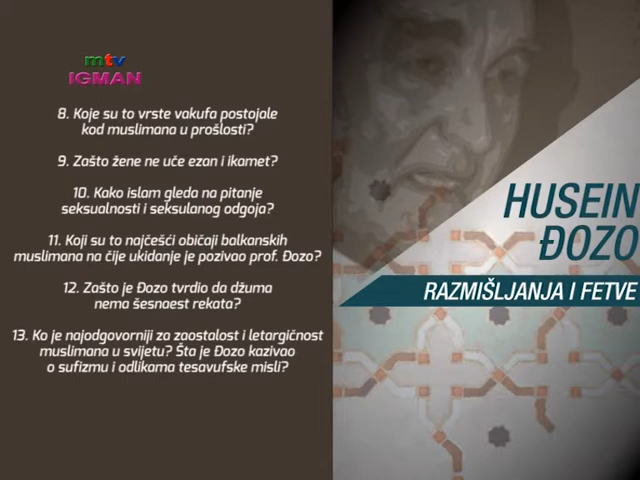 mtv
IGMAN
8. Koje su to vrste vakufa postojale
kod muslimana u prošlosti?
9. Zašto žene ne uče ezan i ikamet?
10. Kako islam gleda na pitanje
seksualnosti i seksulanog odgoja?
11. Koji su to najčešći običaji balkanskih
muslimana na čije ukidanje je pozivao prof. Đozo?
12. Zašto je Đozo tvrdio da džuma
nema šesnaest rekata?
13. Ko je najodgovorniji za zaostalost i letargičnost
muslimana u svijetu? Šta je Đozo kazivao
o sufizmu i odlikama tesavufske misli?
HUSEIN
ĐOZO
RAZMIŠLJANJA I FETVE